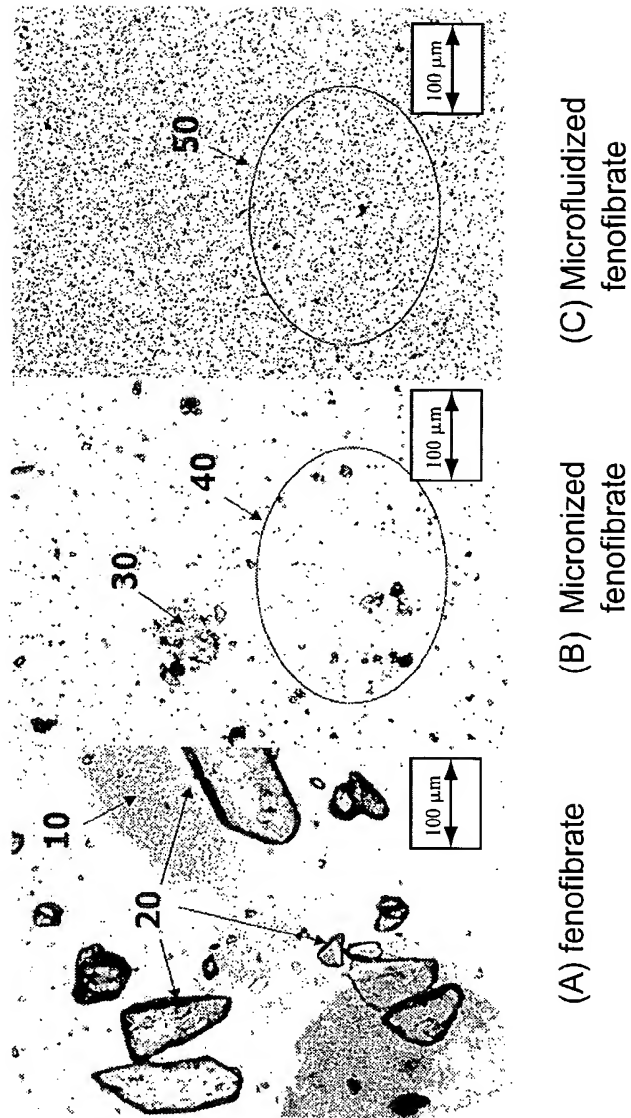 10
20
100 µm
(A) fenofibrate
30
40
100 µm
(B) Micronized
fenofibrate
50
100 µm
(C) Microfluidized
fenofibrate